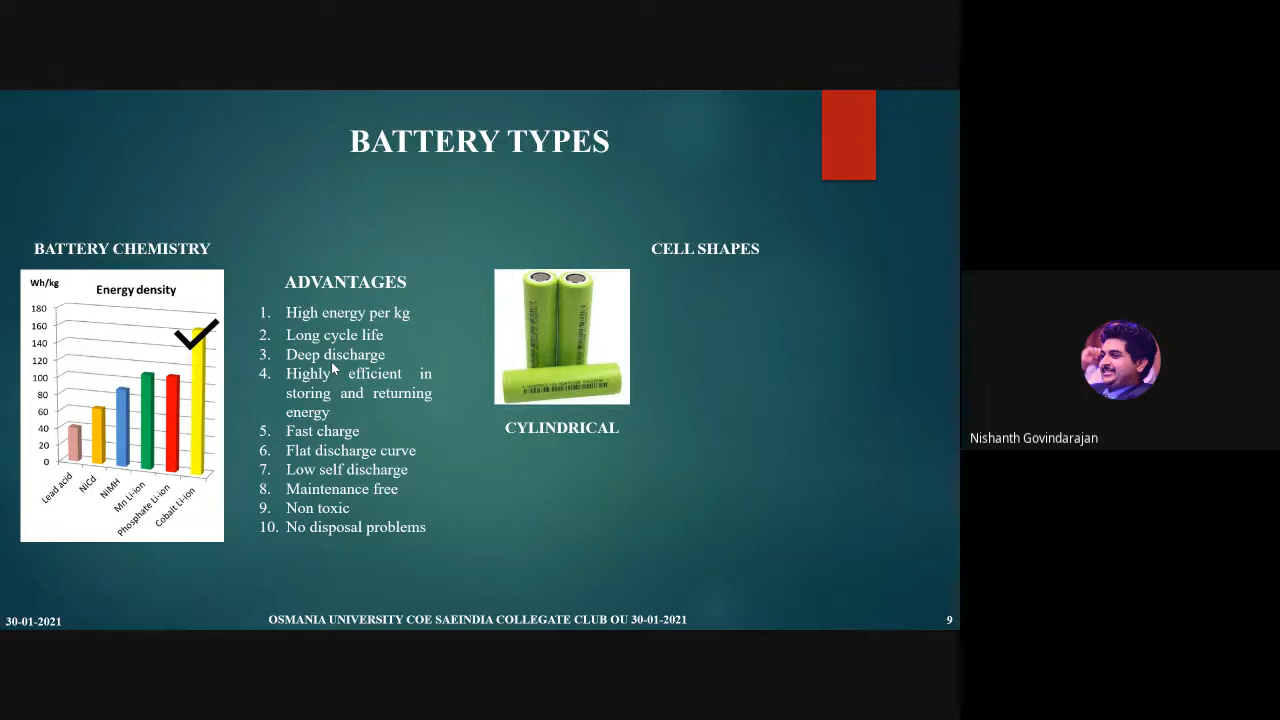 BATTERY TYPES
BATTERY CHEMISTRY
Wh/kg
Energy density
180
160
140
120
100
80
60
40
20
0
Lead acid
NiCd
NiMH
Mn Li-ion
Phosphate Li-ion
Cobalt Li-ion
ADVANTAGES
1. High energy per kg
2. Long cycle life
3. Deep discharge
4. Highly efficient in
storing and returning
energy
5. Fast charge
6. Flat discharge curve
7. Low self discharge
8. Maintenance free
9. Non toxic
10. No disposal problems
CELL SHAPES
CYLINDRICAL
30-01-2021
OSMANIA UNIVERSITY COE SAEINDIA COLLEGATE CLUB OU 30-01-2021
9
Nishanth Govindarajan